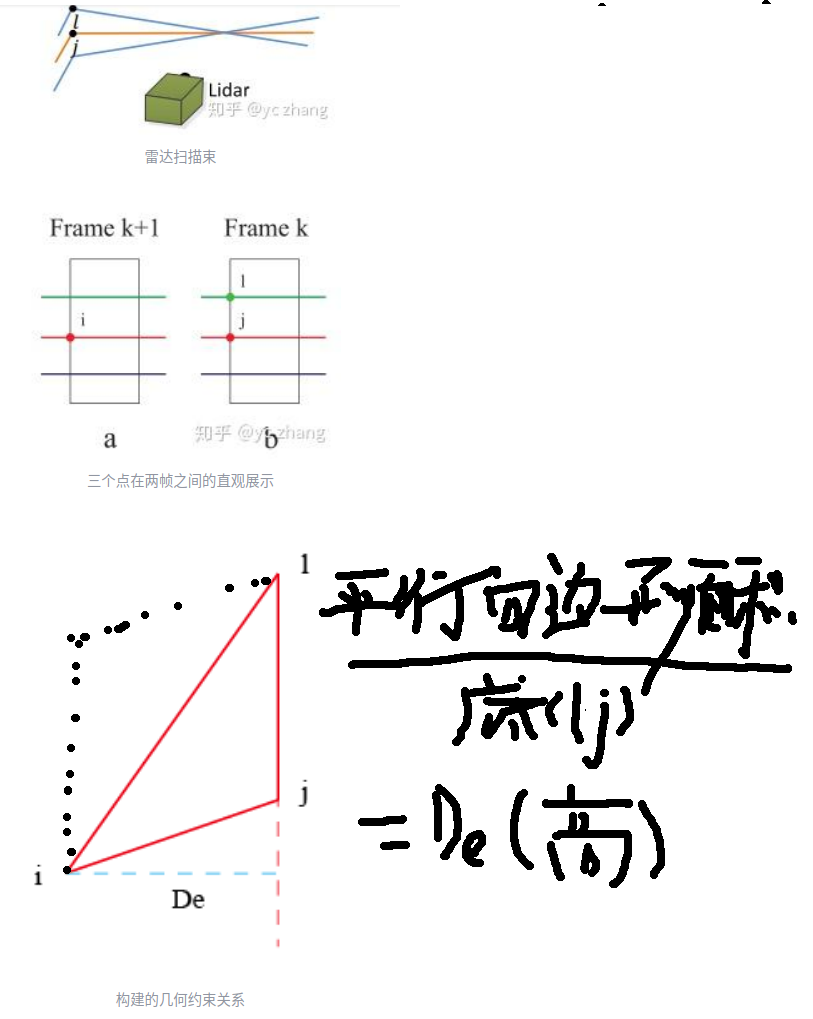 l
j
Lidar
知乎 @yc zhang
雷达扫描束
Frame k+1 Frame k
l
i j
知乎 @yc zhang
a b
三个点在两帧之间的直观展示
l
平行四边形面积
底(lj)
j
= De (高)
i
De
构建的几何约束关系